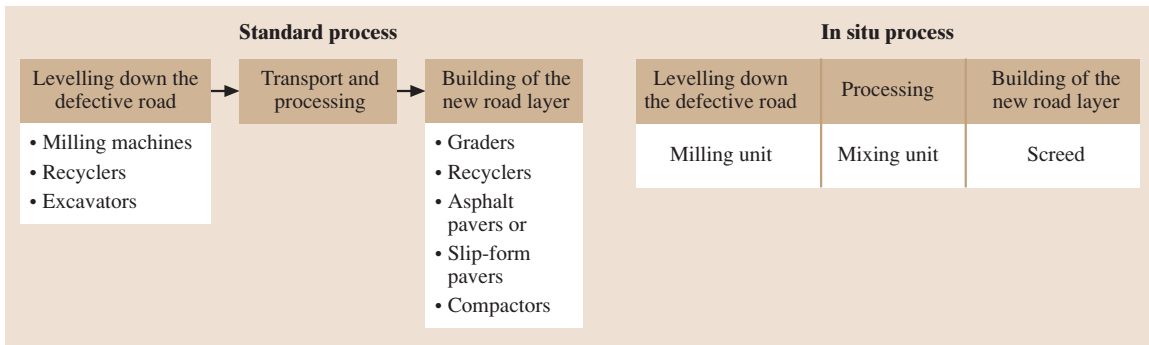 Standard process
Levelling down the
defective road
• Milling machines
• Recyclers
• Excavators
Transport and
processing
Building of the
new road layer
• Graders
• Recyclers
• Asphalt
pavers or
• Slip-form
pavers
• Compactors
In situ process
Levelling down
the defective road
Milling unit
Processing
Mixing unit
Building of the
new road layer
Screed